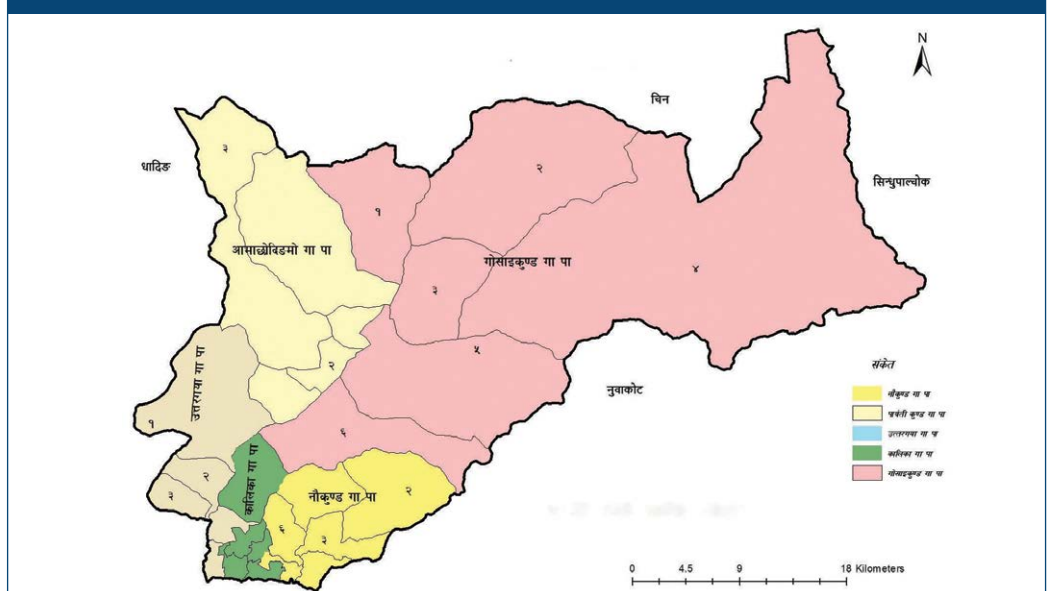 N
चिन
३
धादिङ
२
सिन्धुपाल्चोक
१
आमाछोदिङमो गा पा
गोसाइकुण्ड गा पा
३
४
५
उत्तरगया गा पा
२
नुवाकोट
संकेत
नौकुण्ड गा पा
पार्वती कुण्ड गा पा
उत्तरगया गा पा
कालिका गा पा
गोसाइकुण्ड गा पा
१
६
कालिका गा पा
२
३
नौकुण्ड गा पा
२
६
३
0 4.5 9 18 Kilometers